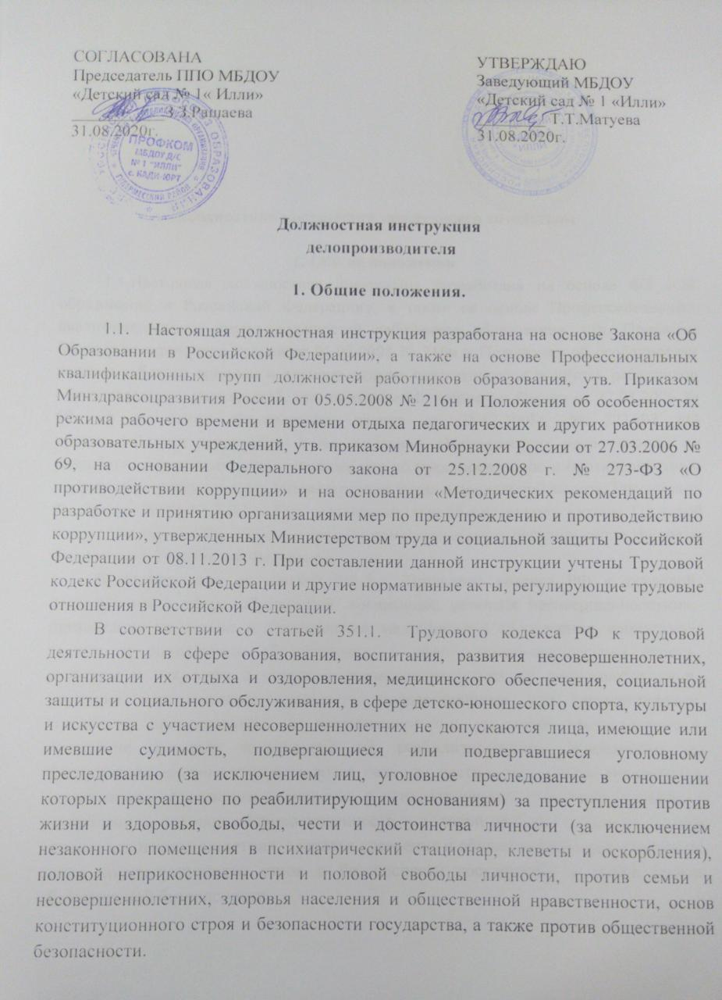 СОГЛАСОВАНА
Председатель ППО МБДОУ
«Детский сад № 1« Илли»
З.З.Рашаева
31.08.2020г.
ПРОФКОМ
МБДОУ Д/С
№ 1 "ИЛЛИ"
с. КАДИ-ЮРТ
ГУДЕРМЕССКИЙ РАЙОН
УТВЕРЖДАЮ
Заведующий МБДОУ
«Детский сад № 1 «Илли»
Т.Т.Матуева
31.08.2020г.
Должностная инструкция
делопроизводителя
1. Общие положения.
1.1. Настоящая должностная инструкция разработана на основе Закона «Об
Образовании в Российской Федерации», а также на основе Профессиональных
квалификационных групп должностей работников образования, утв. Приказом
Минздравсоцразвития России от 05.05.2008 № 216н и Положения об особенностях
режима рабочего времени и времени отдыха педагогических и других работников
образовательных учреждений, утв. приказом Минобрнауки России от 27.03.2006 №
69, на основании Федерального закона от 25.12.2008 г. № 273-ФЗ «О
противодействии коррупции» и на основании «Методических рекомендаций по
разработке и принятию организациями мер по предупреждению и противодействию
коррупции», утвержденных Министерством труда и социальной защиты Российской
Федерации от 08.11.2013 г. При составлении данной инструкции учтены Трудовой
кодекс Российской Федерации и другие нормативные акты, регулирующие трудовые
отношения в Российской Федерации.
В соответствии со статьей 351.1. Трудового кодекса РФ к трудовой
деятельности в сфере образования, воспитания, развития несовершеннолетних,
организации их отдыха и оздоровления, медицинского обеспечения, социальной
защиты и социального обслуживания, в сфере детско-юношеского спорта, культуры
и искусства с участием несовершеннолетних не допускаются лица, имеющие или
имевшие судимость, подвергающиеся или подвергавшиеся уголовному
преследованию (за исключением лиц, уголовное преследование в отношении
которых прекращено по реабилитирующим основаниям) за преступления против
жизни и здоровья, свободы, чести и достоинства личности (за исключением
незаконного помещения в психиатрический стационар, клеветы и оскорбления),
половой неприкосновенности и половой свободы личности, против семьи и
несовершеннолетних, здоровья населения и общественной нравственности, основ
конституционного строя и безопасности государства, а также против общественной
безопасности.